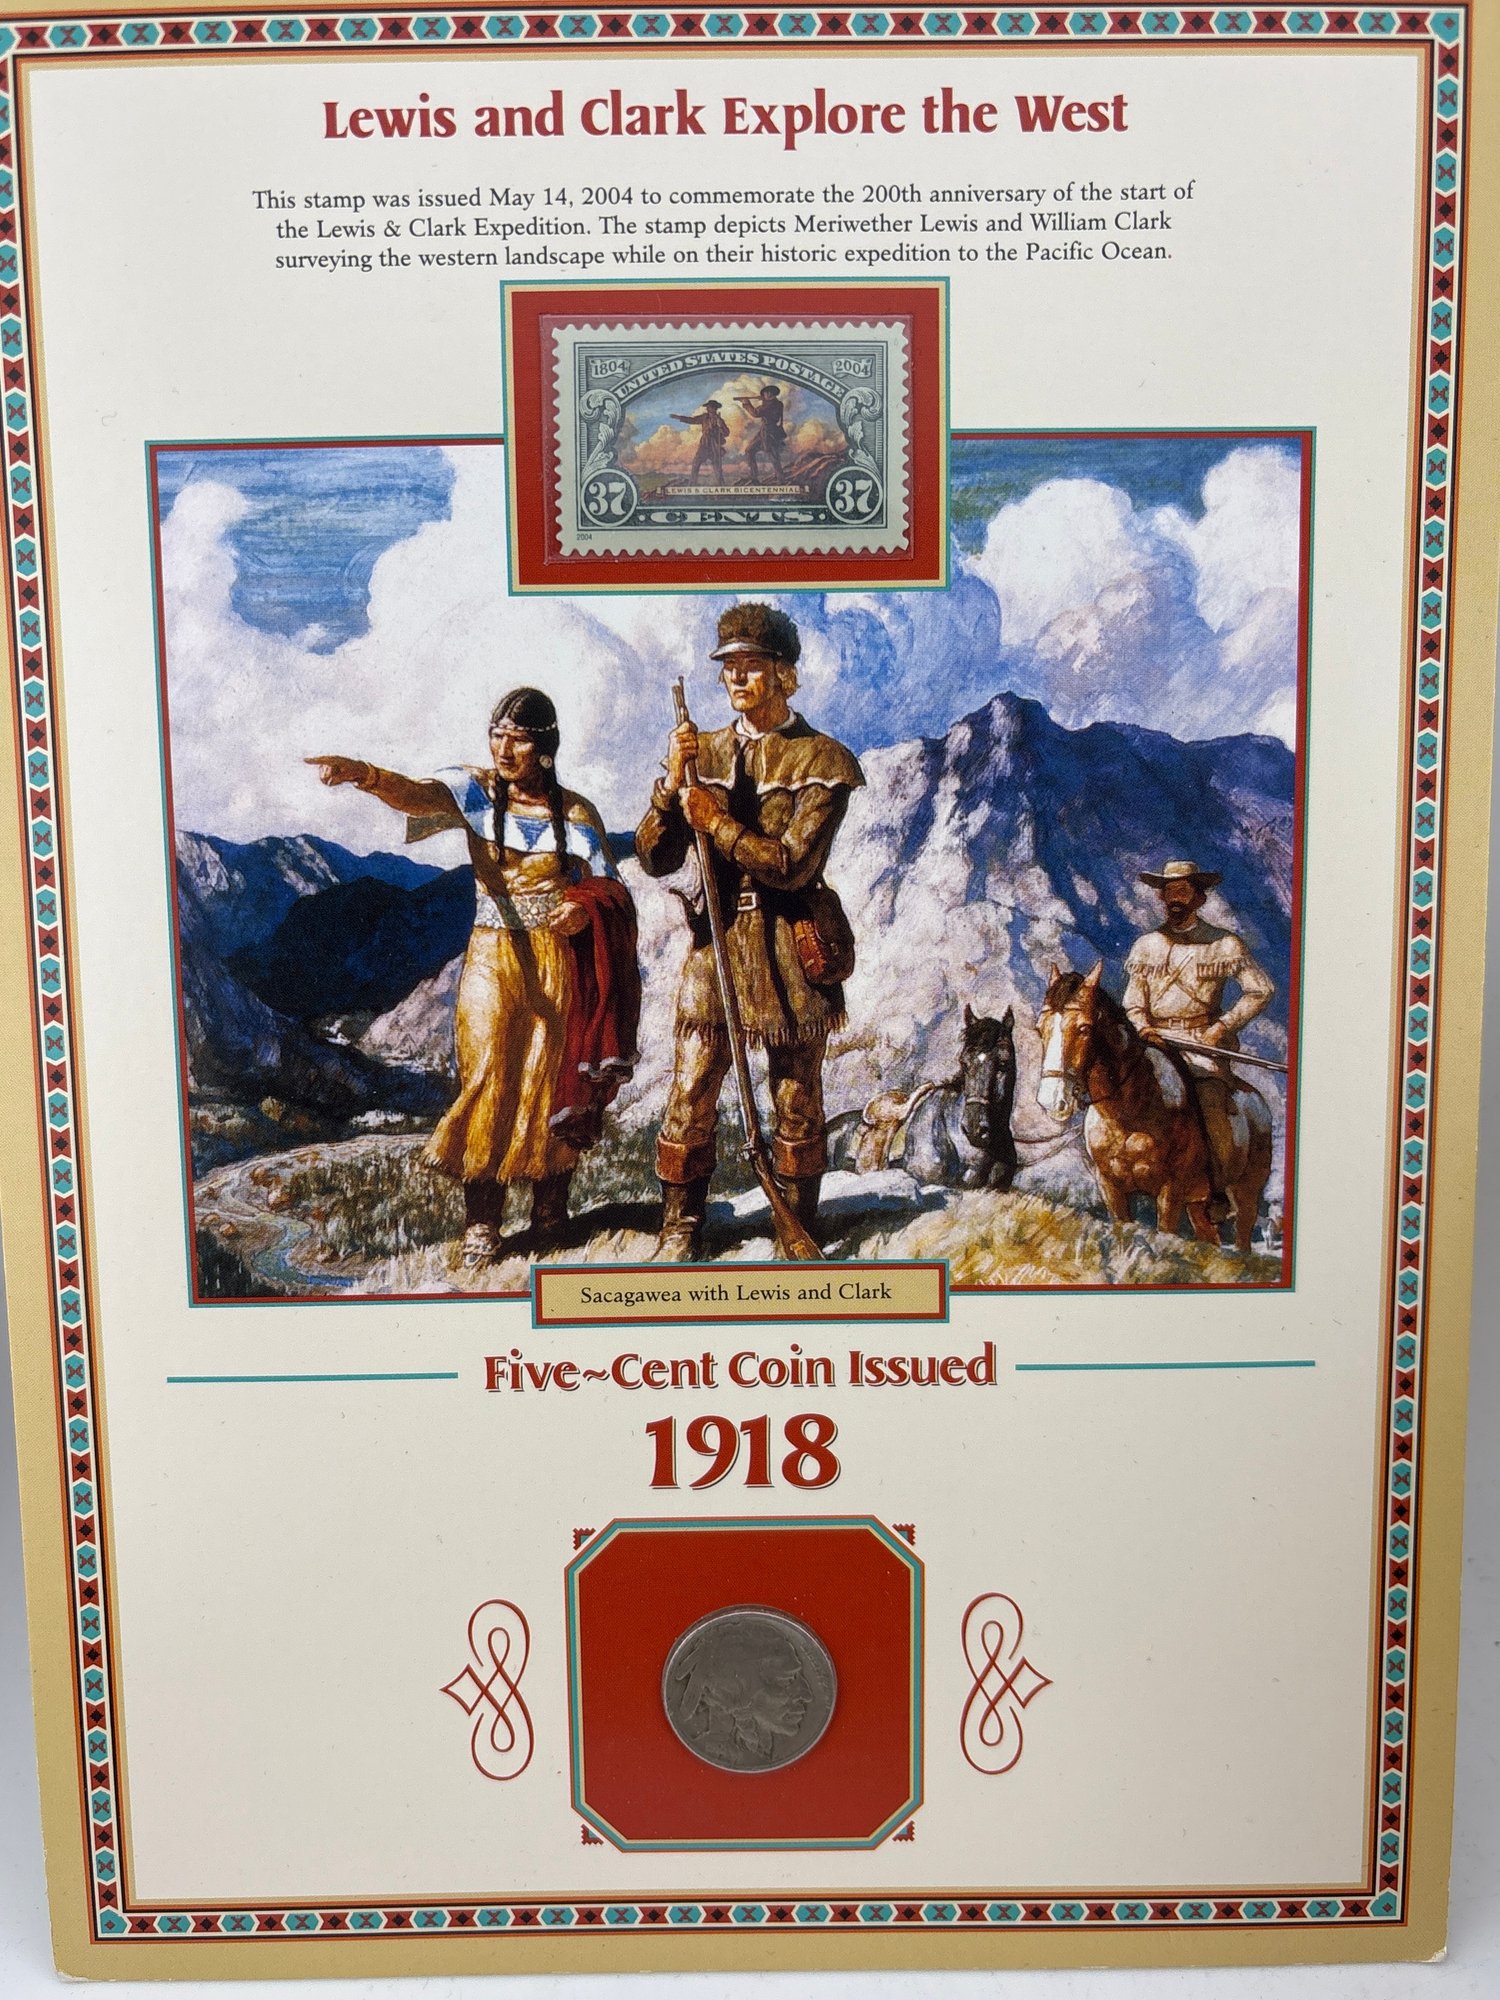 Lewis and Clark Explore the West
This stamp was issued May 14, 2004 to commemorate the 200th anniversary of the start of
the Lewis & Clark Expedition. The stamp depicts Meriwether Lewis and William Clark
surveying the western landscape while on their historic expedition to the Pacific Ocean.
1804 UNITED STATES POSTAGE 2004
LEWIS & CLARK BICENTENNIAL
37 CENTS 37
2004
Sacagawea with Lewis and Clark
Five~Cent Coin Issued
1918